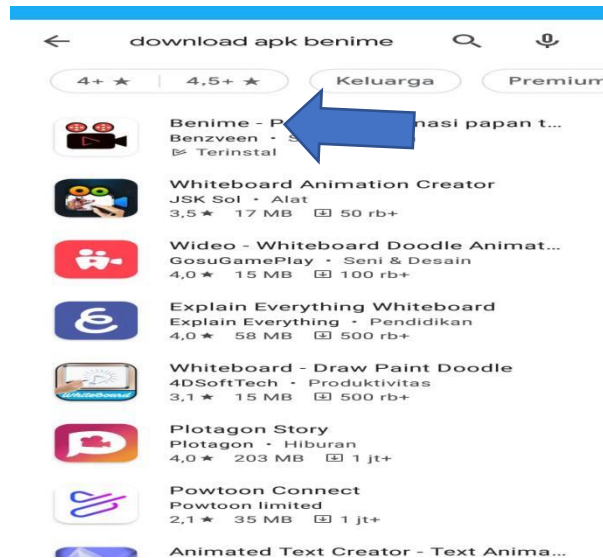 download apk benime
4+ ★ | 4,5+ ★ Keluarga Premium
Benime - P nasi papan t...
Benzveen • S
Terinstal
Whiteboard Animation Creator
JSK Sol • Alat
3,5 ★ 17 MB 50 rb+
Wideo - Whiteboard Doodle Animat...
GosuGamePlay • Seni & Desain
4,0 ★ 15 MB 100 rb+
Explain Everything Whiteboard
Explain Everything • Pendidikan
4,0 ★ 58 MB 500 rb+
Whiteboard - Draw Paint Doodle
4DSoftTech • Produktivitas
3,1 ★ 15 MB 500 rb+
Plotagon Story
Plotagon • Hiburan
4,0 ★ 203 MB 1 jt+
Powtoon Connect
Powtoon limited
2,1 ★ 35 MB 1 jt+
Animated Text Creator - Text Anima...